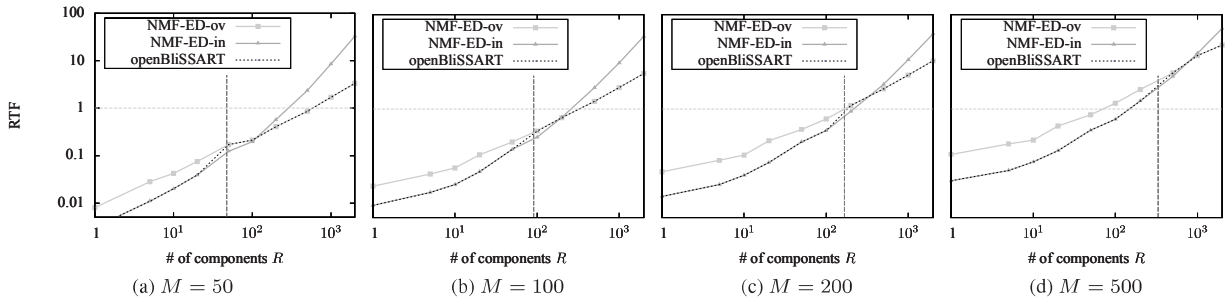 RTF
100
10
1
0.1
0.01
NMF-ED-ov
NMF-ED-in
openBliSSART
1 10^1 10^2 10^3
# of components R
(a) M = 50
NMF-ED-ov
NMF-ED-in
openBliSSART
1 10^1 10^2 10^3
# of components R
(b) M = 100
NMF-ED-ov
NMF-ED-in
openBliSSART
1 10^1 10^2 10^3
# of components R
(c) M = 200
NMF-ED-ov
NMF-ED-in
openBliSSART
1 10^1 10^2 10^3
# of components R
(d) M = 500